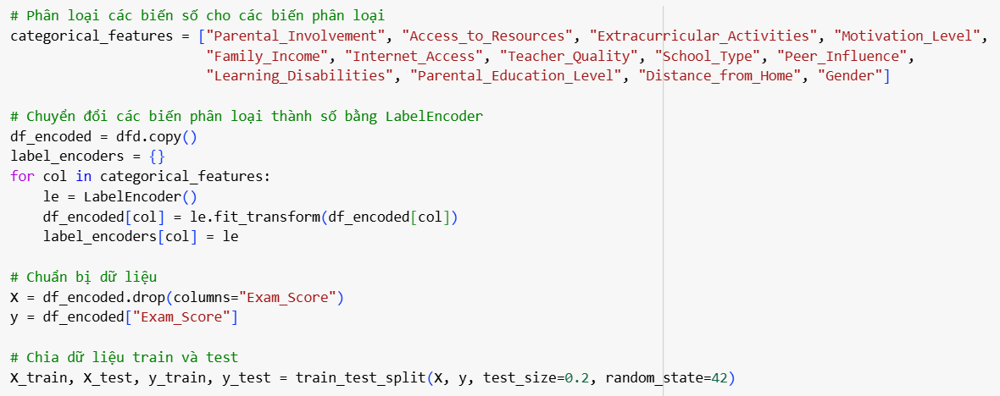 # Phân loại các biến số cho các biến phân loại
categorical_features = ["Parental_Involvement", "Access_to_Resources", "Extracurricular_Activities", "Motivation_Level",
                        "Family_Income", "Internet_Access", "Teacher_Quality", "School_Type", "Peer_Influence",
                        "Learning_Disabilities", "Parental_Education_Level", "Distance_from_Home", "Gender"]
# Chuyển đổi các biến phân loại thành số bằng LabelEncoder
df_encoded = dfd.copy()
label_encoders = {}
for col in categorical_features:
    le = LabelEncoder()
    df_encoded[col] = le.fit_transform(df_encoded[col])
    label_encoders[col] = le
# Chuẩn bị dữ liệu
X = df_encoded.drop(columns="Exam_Score")
y = df_encoded["Exam_Score"]
# Chia dữ liệu train và test
X_train, X_test, y_train, y_test = train_test_split(X, y, test_size=0.2, random_state=42)